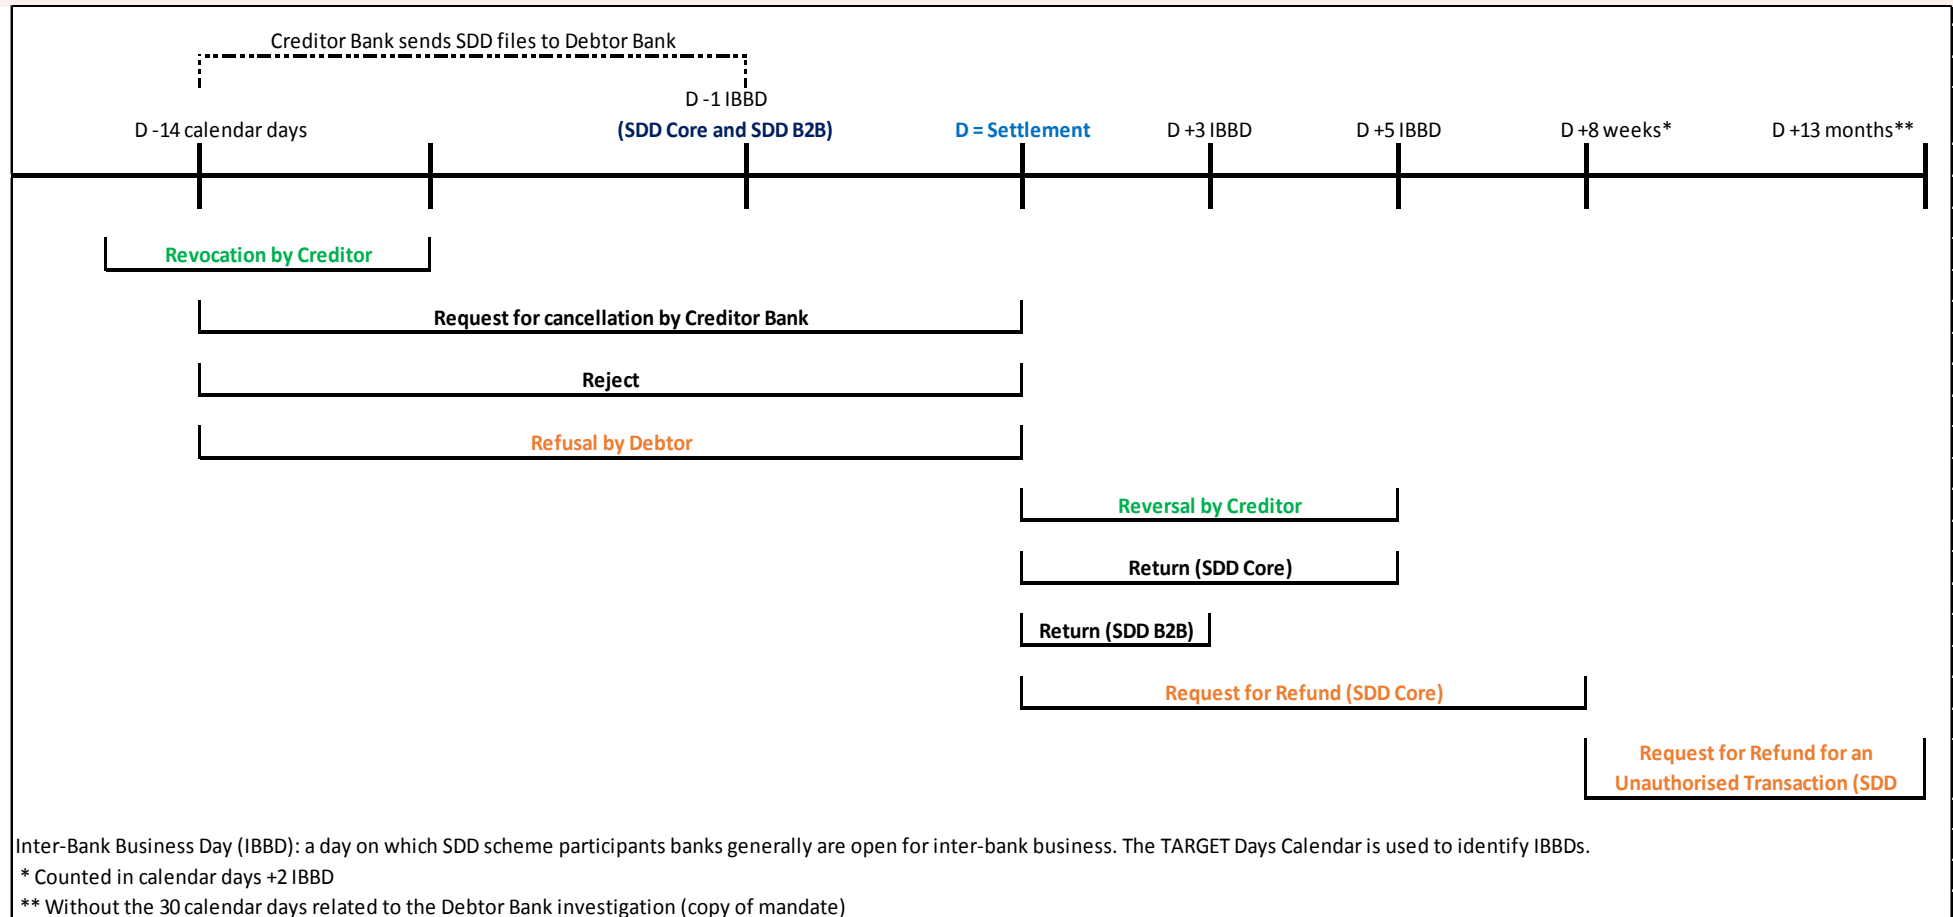 Creditor Bank sends SDD files to Debtor Bank
D -1 IBBD
D -14 calendar days
(SDD Core and SDD B2B)
D = Settlement
D +3 IBBD
D +5 IBBD
D +8 weeks*
D +13 months**
Revocation by Creditor
Request for cancellation by Creditor Bank
Reject
Refusal by Debtor
Reversal by Creditor
Return (SDD Core)
Return (SDD B2B)
Request for Refund (SDD Core)
Request for Refund for an
Unauthorised Transaction (SDD
Inter-Bank Business Day (IBBD): a day on which SDD scheme participants banks generally are open for inter-bank business. The TARGET Days Calendar is used to identify IBBDs.
* Counted in calendar days +2 IBBD
** Without the 30 calendar days related to the Debtor Bank investigation (copy of mandate)